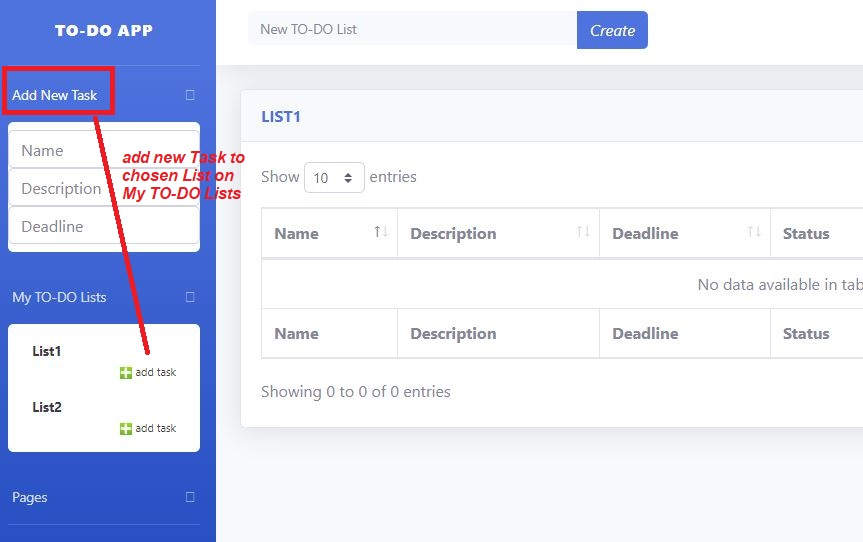 TO-DO APP
New TO-DO List
Create
Add New Task
Name
Description
Deadline
add new Task to
chosen List on
My TO-DO Lists
My TO-DO Lists
List1
add task
List2
add task
Pages
LIST1
Show 10 entries
Name Description Deadline Status
No data available in tab
Name Description Deadline Status
Showing 0 to 0 of 0 entries